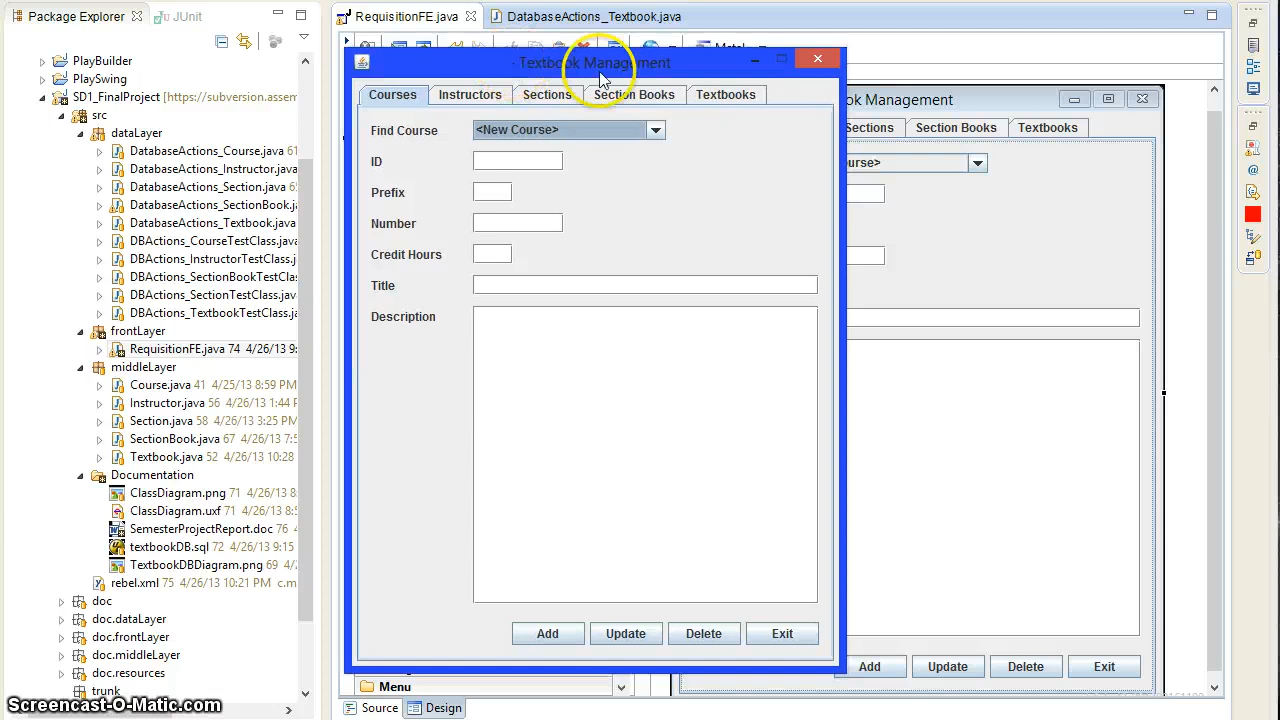 Package Explorer
JUnit
RequisitionFE.java
DatabaseActions_Textbook.java
PlayBuilder
PlaySwing
SD1_FinalProject [https://subversion.assem
src
dataLayer
DatabaseActions_Course.java 61
DatabaseActions_Instructor.java
DatabaseActions_Section.java 65
DatabaseActions_SectionBook.j
DatabaseActions_Textbook.java
DBActions_CourseTestClass.java
DBActions_InstructorTestClass.
DBActions_SectionBookTestCl
DBActions_SectionTestClass.ja
DBActions_TextbookTestClass.
frontLayer
RequisitionFE.java 74 4/26/13 9:
middleLayer
Course.java 41 4/25/13 8:59 PM
Instructor.java 56 4/26/13 1:44 P
Section.java 58 4/26/13 3:25 PM
SectionBook.java 67 4/26/13 7:5
Textbook.java 52 4/26/13 10:28
Documentation
ClassDiagram.png 71 4/26/13 8:
ClassDiagram.uxf 71 4/26/13 8:
SemesterProjectReport.doc 76
textbookDB.sql 72 4/26/13 9:15
TextbookDBDiagram.png 69 4/
rebel.xml 75 4/26/13 10:21 PM c.m
doc
doc.dataLayer
doc.frontLayer
doc.middleLayer
doc.resources
trunk
Textbook Management
Courses
Instructors
Sections
Section Books
Textbooks
Find Course
<New Course>
ID
Prefix
Number
Credit Hours
Title
Description
Add
Update
Delete
Exit
ok Management
Sections
Section Books
Textbooks
urse>
Add
Update
Delete
Exit
Menu
Source
Design
Screencast-O-Matic.com